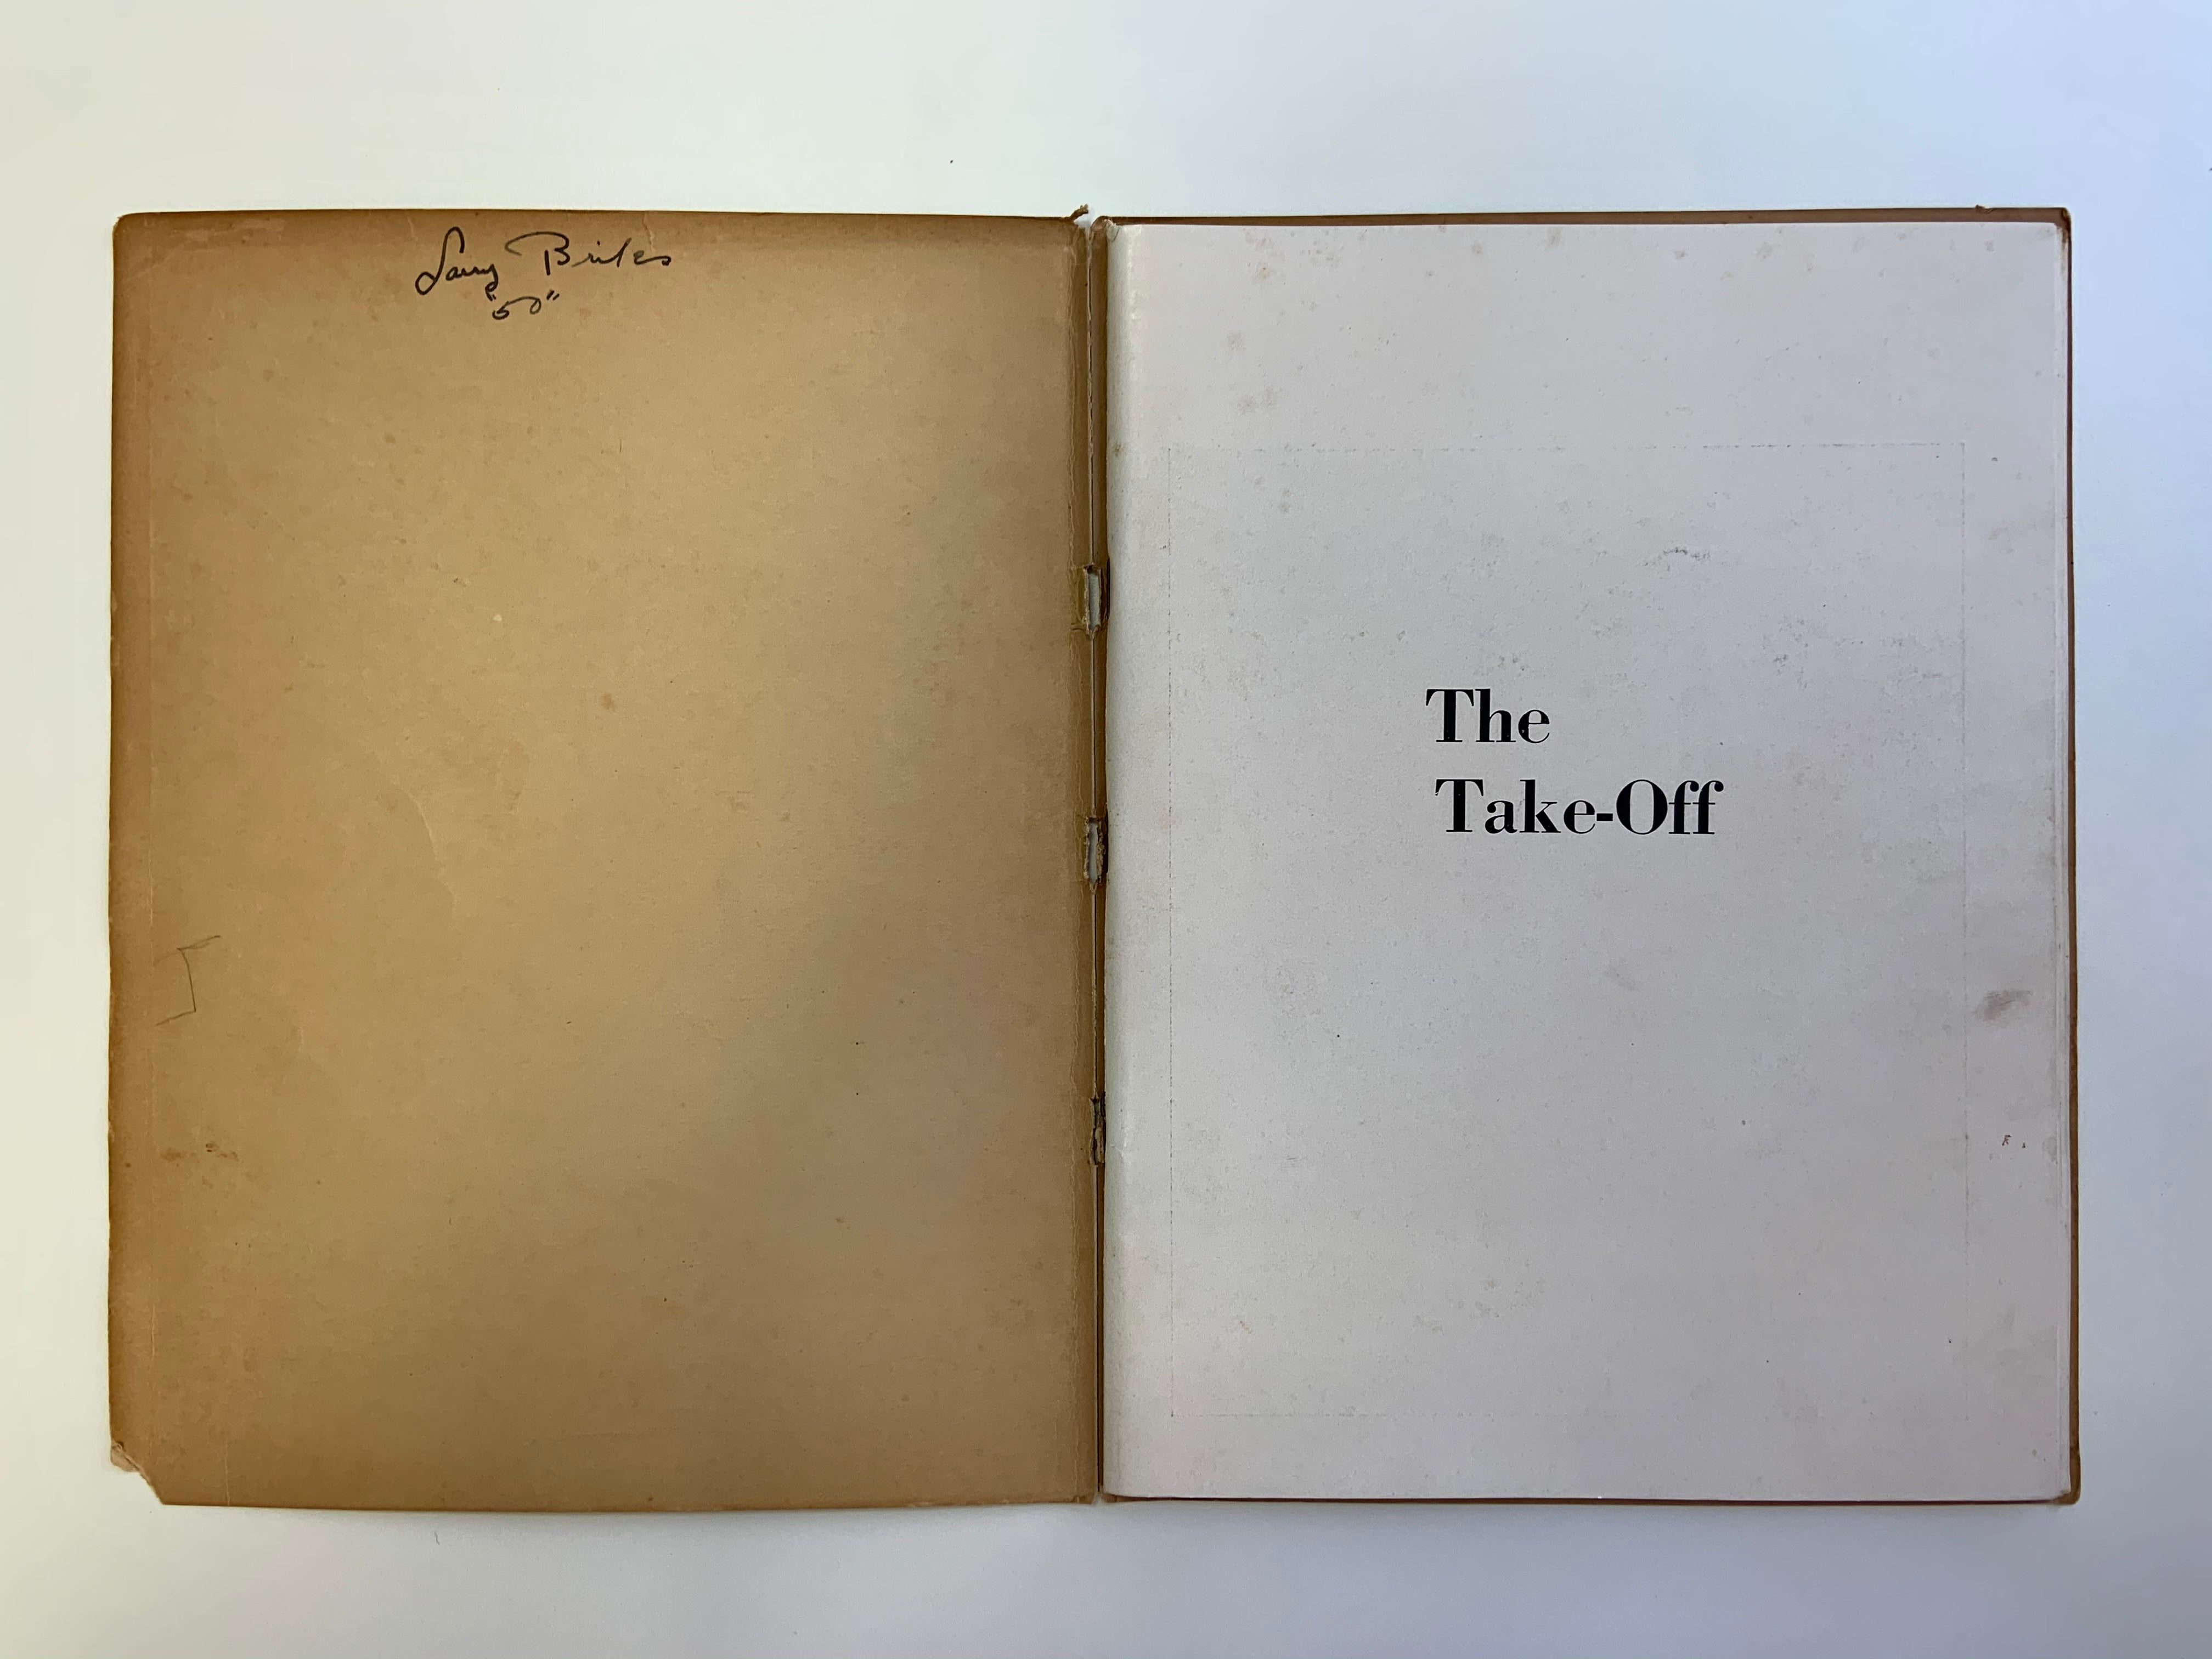 Larry Briles
"50"
The
Take-Off